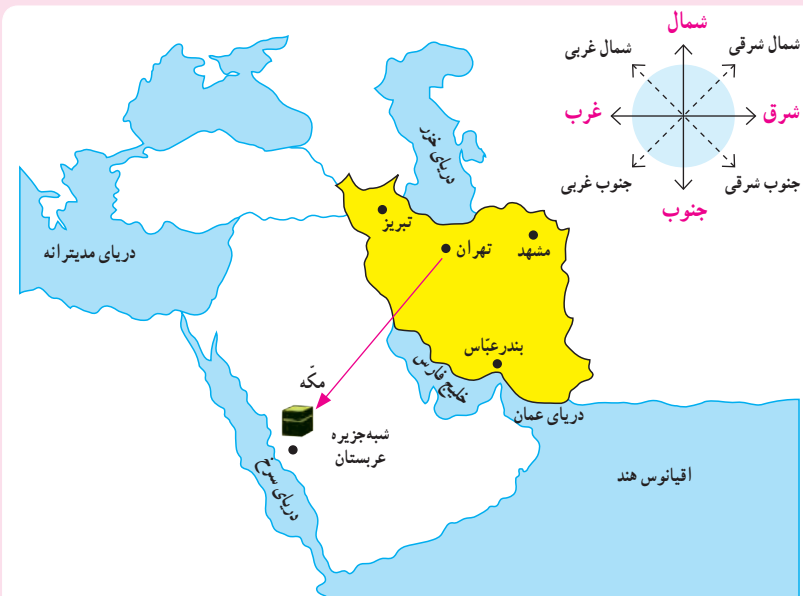 شمال
شمال شرقی
شمال غربی
شرق
غرب
جنوب شرقی
جنوب غربی
جنوب
دریای خزر
تبریز
تهران
مشهد
دریای مدیترانه
بندرعبّاس
خلیج فارس
مکّه
دریای عمان
شبه‌جزیره
عربستان
دریای سرخ
اقیانوس هند